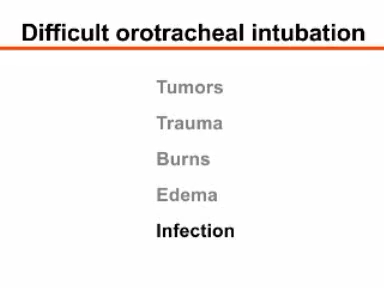 Difficult orotracheal intubation
Tumors
Trauma
Burns
Edema
Infection